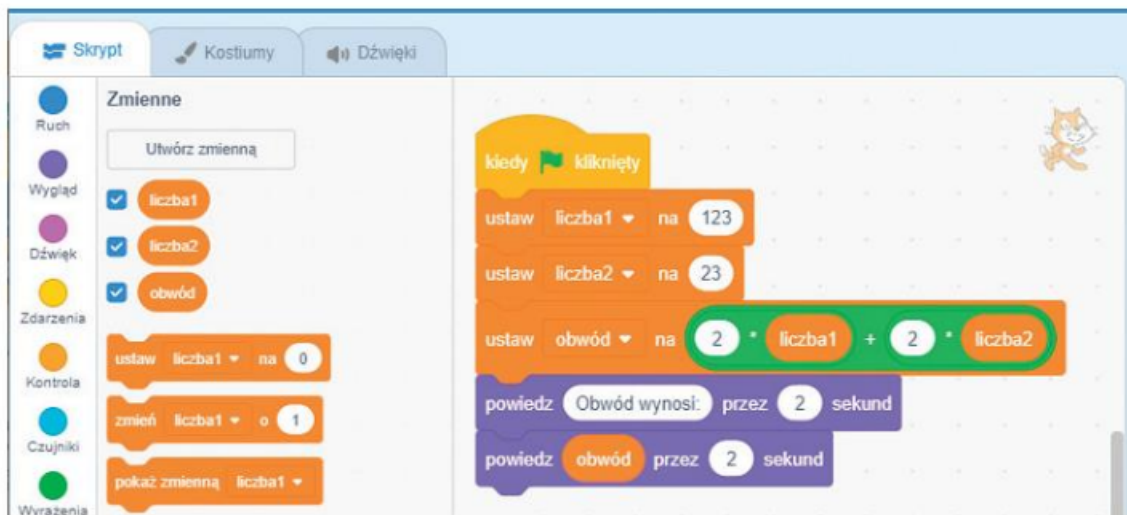 Skrypt
Kostiumy
Dźwięki
Ruch
Wygląd
Dźwięk
Zdarzenia
Kontrola
Czujniki
Wyrażenia
Zmienne
Utwórz zmienną
liczba1
liczba2
obwód
ustaw liczba1 na 0
zmień liczba1 o 1
pokaż zmienną liczba1
kiedy kliknięty
ustaw liczba1 na 123
ustaw liczba2 na 23
ustaw obwód na 2 * liczba1 + 2 * liczba2
powiedz Obwód wynosi: przez 2 sekund
powiedz obwód przez 2 sekund